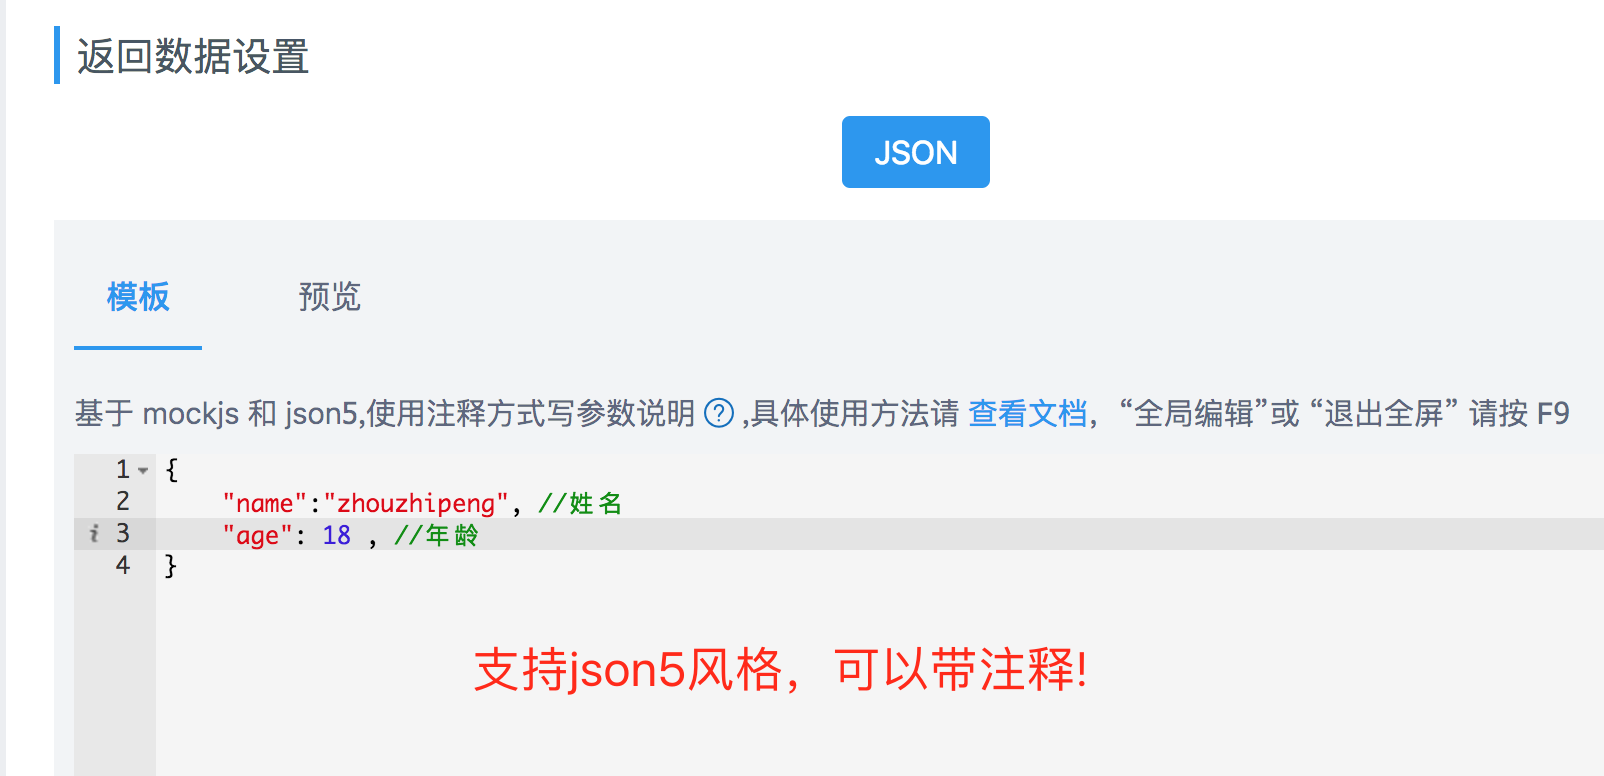 返回数据设置
JSON
模板 预览
基于 mockjs 和 json5,使用注释方式写参数说明 ? ,具体使用方法请 查看文档, “全局编辑”或 “退出全屏” 请按 F9
1 {
2 "name":"zhouzhipeng", //姓名
i 3 "age": 18 , //年龄
4 }
支持json5风格，可以带注释!